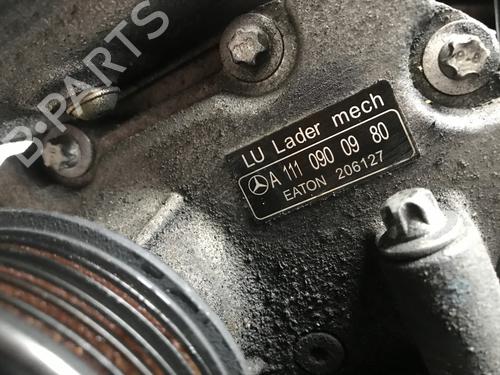 B-PARTS
LU Lader mech
A 111 090 09 80
EATON 206127